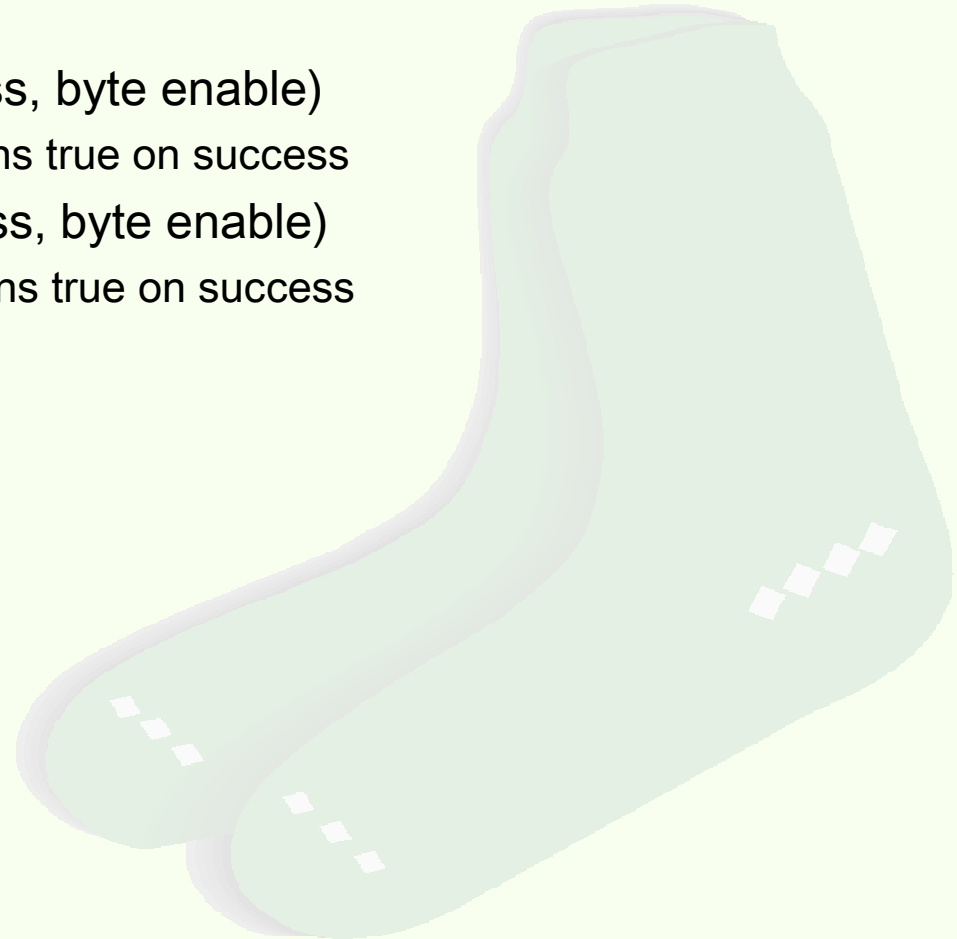 ss, byte enable)
ns true on success
ss, byte enable)
ns true on success